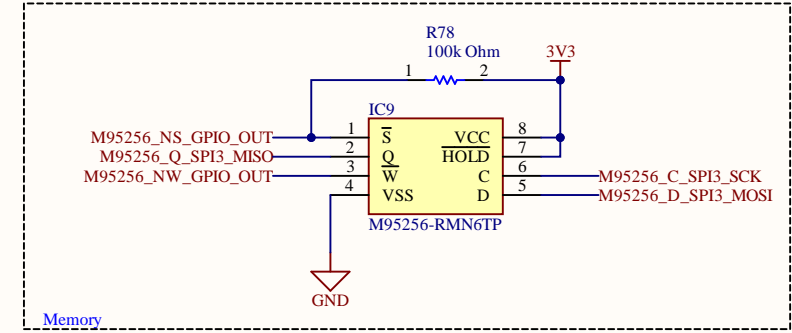 R78
100k Ohm
3V3
1
2
IC9
M95256_NS_GPIO_OUT
1
S
VCC
8
M95256_Q_SPI3_MISO
2
Q
HOLD
7
M95256_NW_GPIO_OUT
3
W
C
6
M95256_C_SPI3_SCK
4
VSS
D
5
M95256_D_SPI3_MOSI
M95256-RMN6TP
GND
Memory